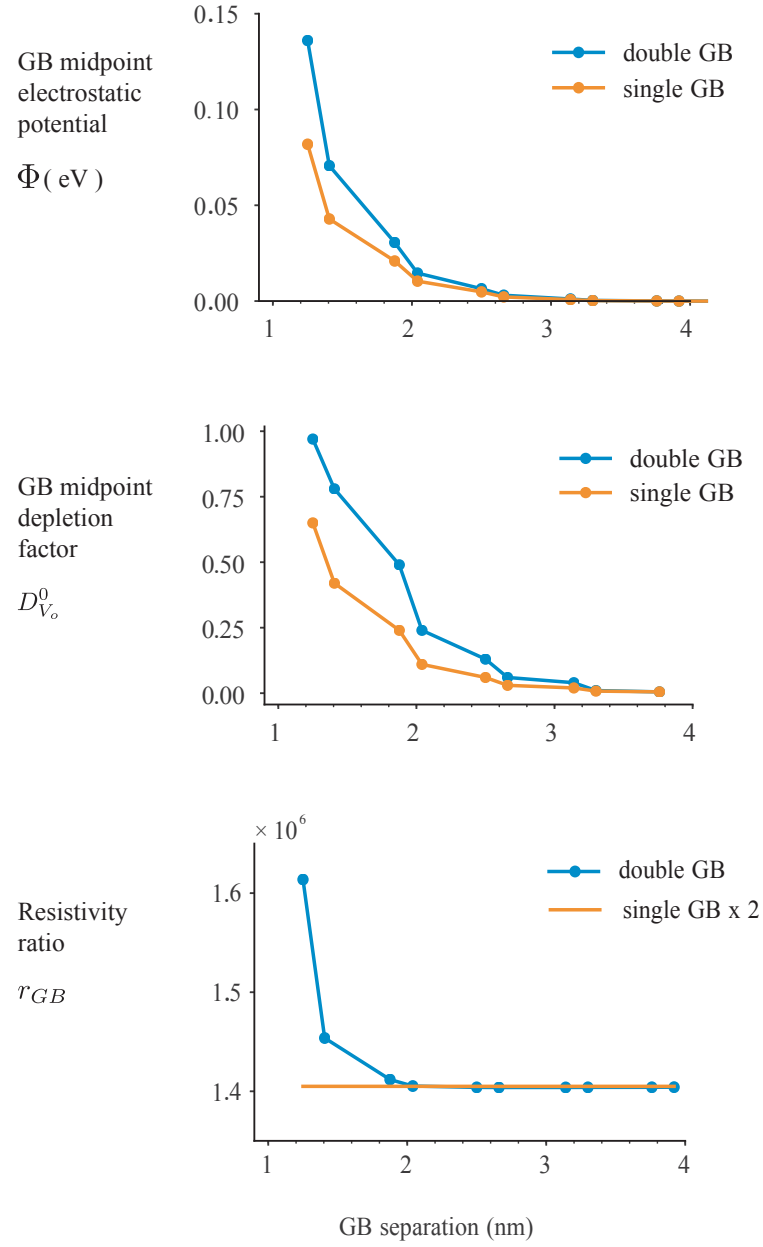 0.15
GB midpoint
electrostatic
potential
Φ ( eV )
double GB
single GB
0.10
0.05
0.00
1 2 3 4
1.00
GB midpoint
depletion
factor
D^0_{V_o}
double GB
single GB
0.75
0.50
0.25
0.00
1 2 3 4
× 10^6
Resistivity
ratio
r_{GB}
double GB
single GB x 2
1.6
1.5
1.4
1 2 3 4
GB separation (nm)